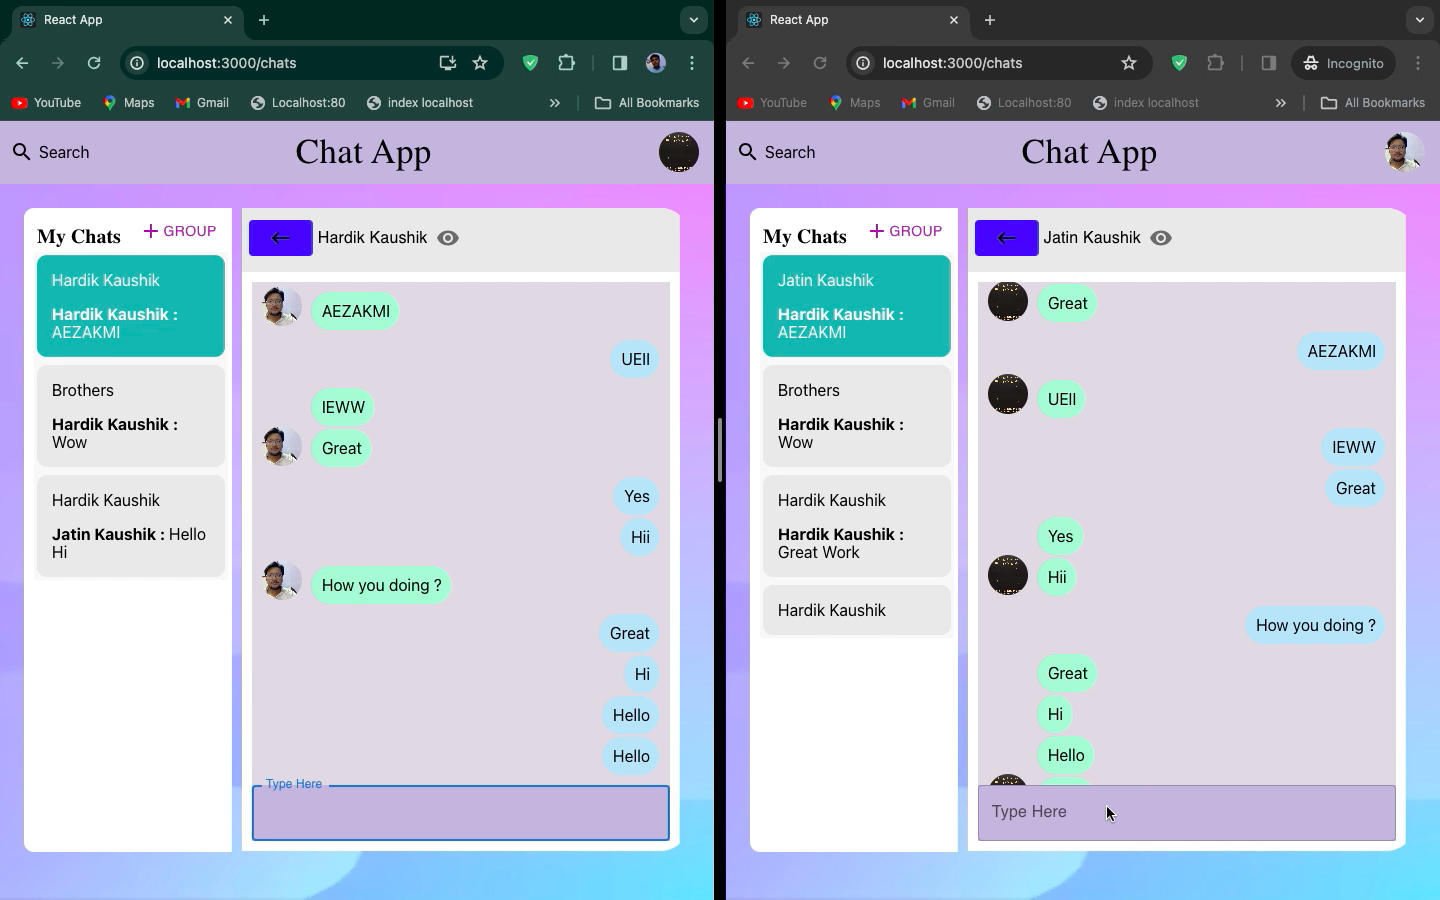 React App
localhost:3000/chats
YouTube
Maps
Gmail
Localhost:80
index localhost
All Bookmarks
Search
Chat App
My Chats
GROUP
Hardik Kaushik
Hardik Kaushik :
AEZAKMI
Brothers
Hardik Kaushik :
Wow
Hardik Kaushik
Jatin Kaushik : Hello
Hi
Hardik Kaushik
AEZAKMI
UEII
IEWW
Great
Yes
Hii
How you doing ?
Great
Hi
Hello
Hello
Type Here
React App
localhost:3000/chats
Incognito
YouTube
Maps
Gmail
Localhost:80
index localhost
All Bookmarks
Search
Chat App
My Chats
GROUP
Jatin Kaushik
Hardik Kaushik :
AEZAKMI
Brothers
Hardik Kaushik :
Wow
Hardik Kaushik
Hardik Kaushik :
Great Work
Hardik Kaushik
Jatin Kaushik
Great
AEZAKMI
UEII
IEWW
Great
Yes
Hii
How you doing ?
Great
Hi
Hello
Type Here